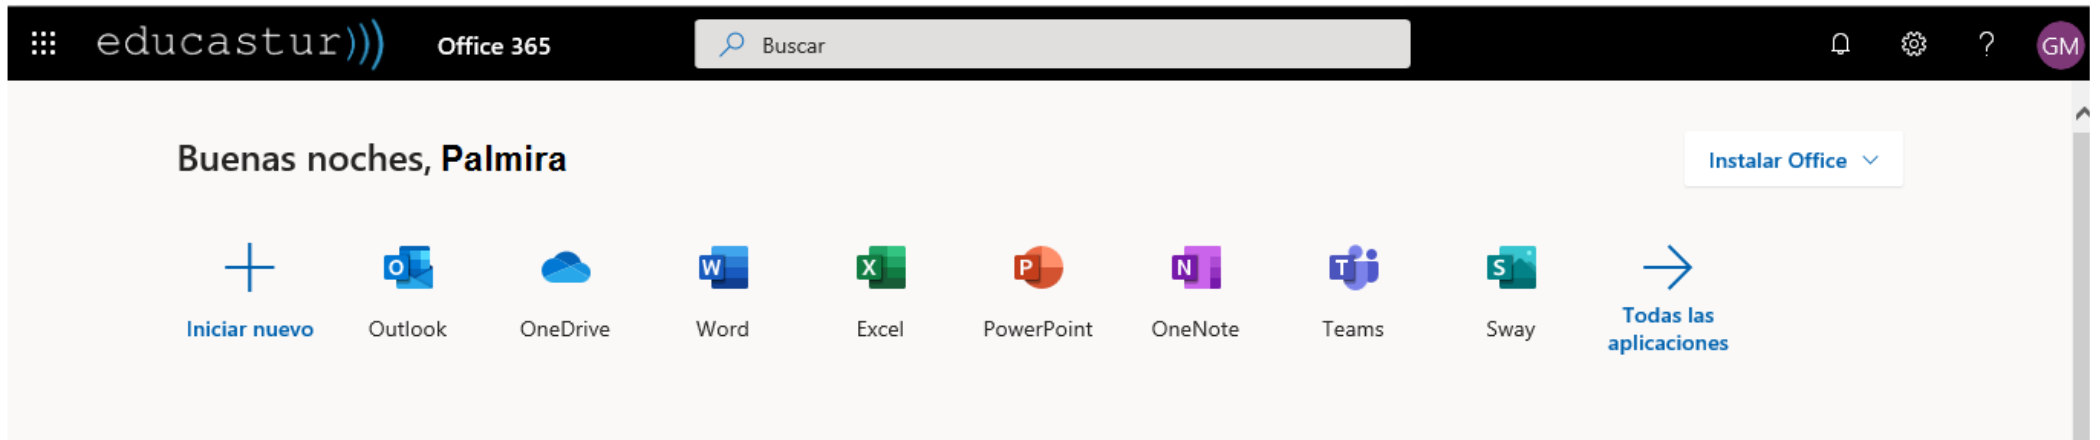 educastur))) Office 365 Buscar ? GM
Buenas noches, Palmira
Instalar Office
Iniciar nuevo Outlook OneDrive Word Excel PowerPoint OneNote Teams Sway Todas las
aplicaciones